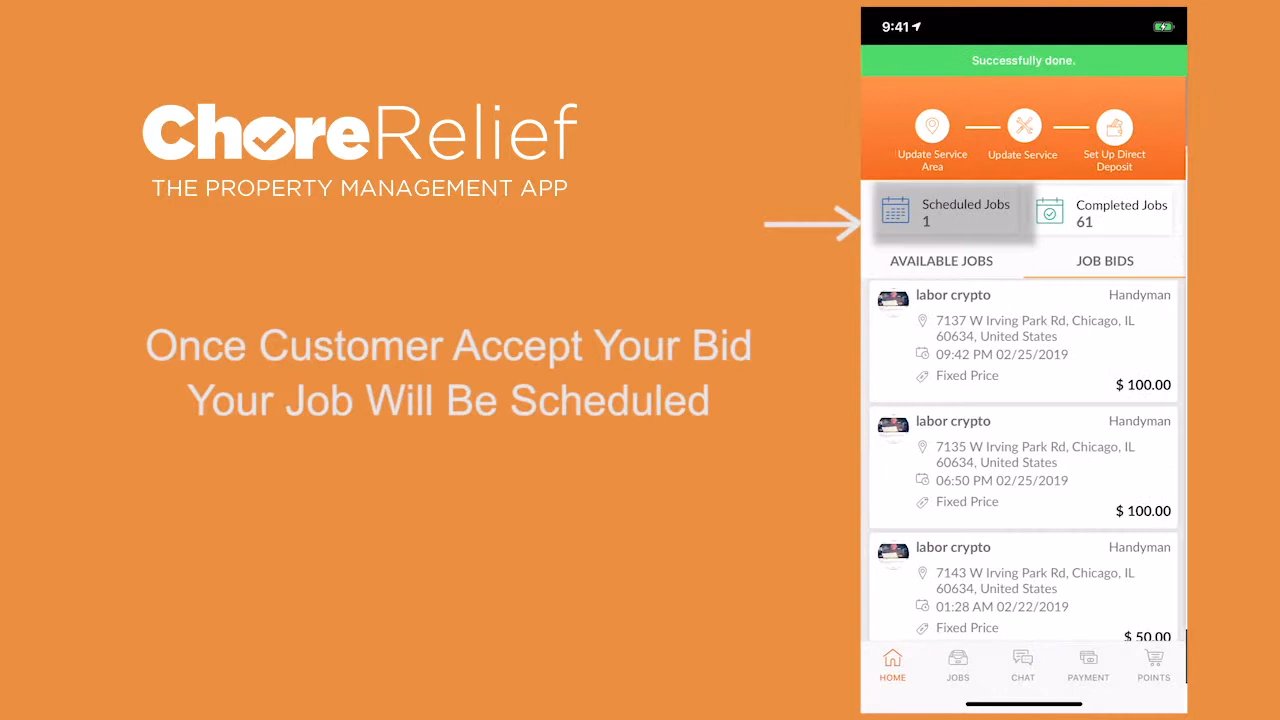 ChoreRelief
THE PROPERTY MANAGEMENT APP
Once Customer Accept Your Bid
Your Job Will Be Scheduled
9:41
Successfully done.
Update Service
Area
Update Service
Set Up Direct
Deposit
Scheduled Jobs
1
Completed Jobs
61
AVAILABLE JOBS
JOB BIDS
labor crypto
Handyman
7137 W Irving Park Rd, Chicago, IL
60634, United States
09:42 PM 02/25/2019
Fixed Price
$ 100.00
labor crypto
Handyman
7135 W Irving Park Rd, Chicago, IL
60634, United States
06:50 PM 02/25/2019
Fixed Price
$ 100.00
labor crypto
Handyman
7143 W Irving Park Rd, Chicago, IL
60634, United States
01:28 AM 02/22/2019
Fixed Price
$ 50.00
HOME
JOBS
CHAT
PAYMENT
POINTS